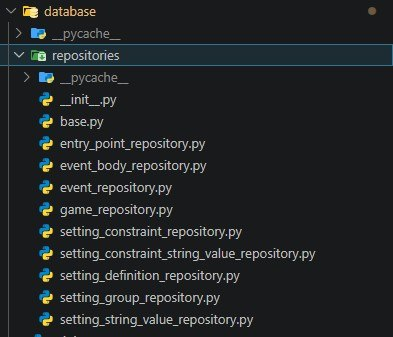 database
__pycache__
repositories
__pycache__
__init__.py
base.py
entry_point_repository.py
event_body_repository.py
event_repository.py
game_repository.py
setting_constraint_repository.py
setting_constraint_string_value_repository.py
setting_definition_repository.py
setting_group_repository.py
setting_string_value_repository.py